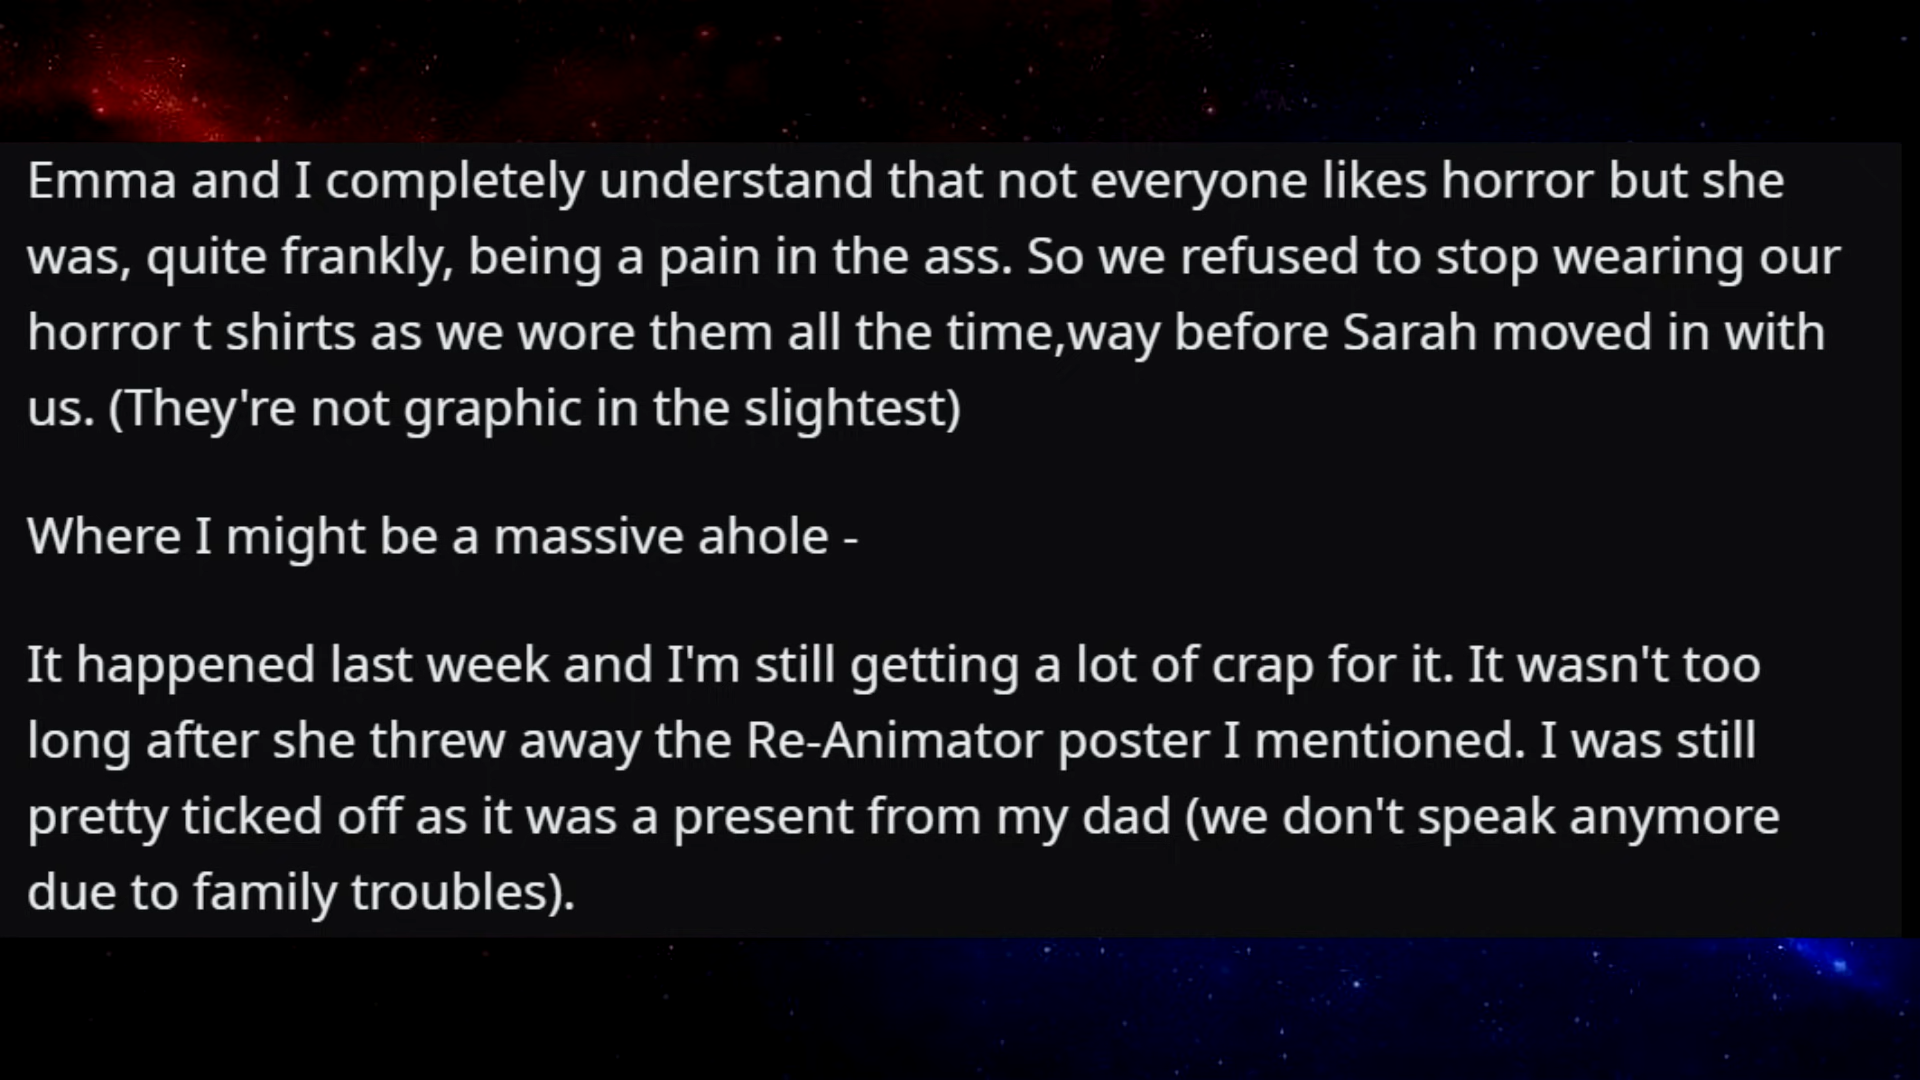 Emma and I completely understand that not everyone likes horror but she
was, quite frankly, being a pain in the ass. So we refused to stop wearing our
horror t shirts as we wore them all the time,way before Sarah moved in with
us. (They're not graphic in the slightest)
Where I might be a massive ahole -
It happened last week and I'm still getting a lot of crap for it. It wasn't too
long after she threw away the Re-Animator poster I mentioned. I was still
pretty ticked off as it was a present from my dad (we don't speak anymore
due to family troubles).